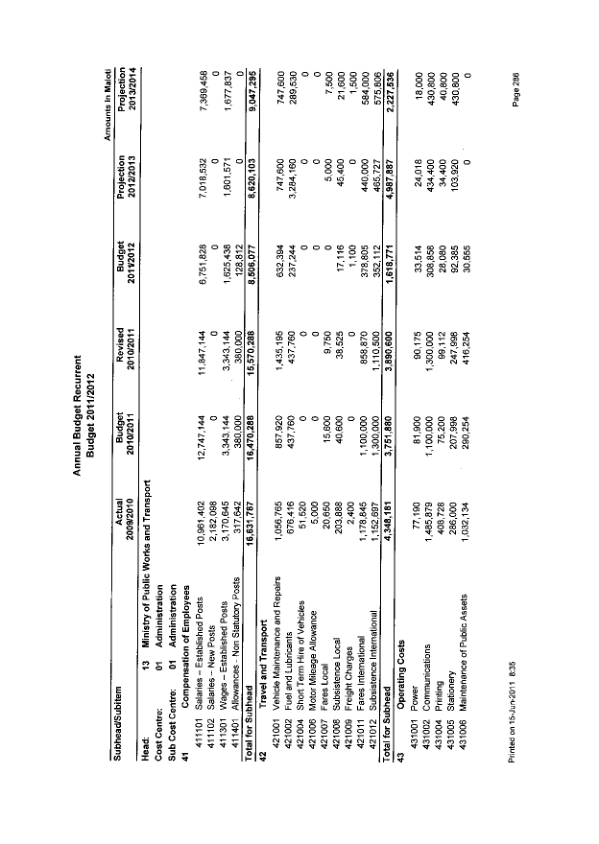 Annual Budget Recurrent
Budget 2011/2012
Amounts In Maloti
Subhead/Subitem Actual 2009/2010 Budget 2010/2011 Revised 2010/2011 Budget 2011/2012 Projection 2012/2013 Projection 2013/2014
Head: 13 Ministry of Public Works and Transport
Cost Centre: 01 Administration
Sub Cost Centre: 01 Administration
41 Compensation of Employees
411101 Salaries – Established Posts 10,961,402 12,747,144 11,847,144 6,751,828 7,018,532 7,369,458
411102 Salaries – New Posts 2,182,098 0 0 0 0 0
411301 Wages – Established Posts 3,170,645 3,343,144 3,343,144 1,625,438 1,601,571 1,677,837
411401 Allowances - Non Statutory Posts 317,642 380,000 380,000 128,812 0 0
Total for Subhead 16,631,787 16,470,288 15,570,288 8,506,077 8,620,103 9,047,295
42 Travel and Transport
421001 Vehicle Maintenance and Repairs 1,056,765 857,920 1,435,195 632,394 747,600 747,600
421002 Fuel and Lubricants 676,416 437,760 437,760 237,244 3,284,160 289,530
421004 Short Term Hire of Vehicles 51,520 0 0 0 0 0
421006 Motor Mileage Allowance 5,000 0 0 0 0 0
421007 Fares Local 20,650 15,600 9,750 0 5,000 7,500
421008 Subsistence Local 203,888 40,600 38,525 17,116 45,400 21,600
421009 Freight Charges 2,400 0 0 1,100 0 1,500
421011 Fares International 1,178,845 1,100,000 858,870 378,805 440,000 584,000
421012 Subsistence International 1,152,697 1,300,000 1,110,500 352,112 465,727 575,806
Total for Subhead 4,348,181 3,751,880 3,890,600 1,618,771 4,987,887 2,227,536
43 Operating Costs
431001 Power 77,190 81,900 90,175 33,514 24,018 18,000
431002 Communications 1,485,879 1,100,000 1,300,000 308,858 434,400 430,800
431004 Printing 408,728 75,200 99,112 28,080 34,400 40,800
431005 Stationery 286,000 207,998 247,998 92,385 103,920 430,800
431006 Maintenance of Public Assets 1,032,134 290,254 416,254 30,555 0 0
Printed on 15-Jun-2011 8:35 Page 286